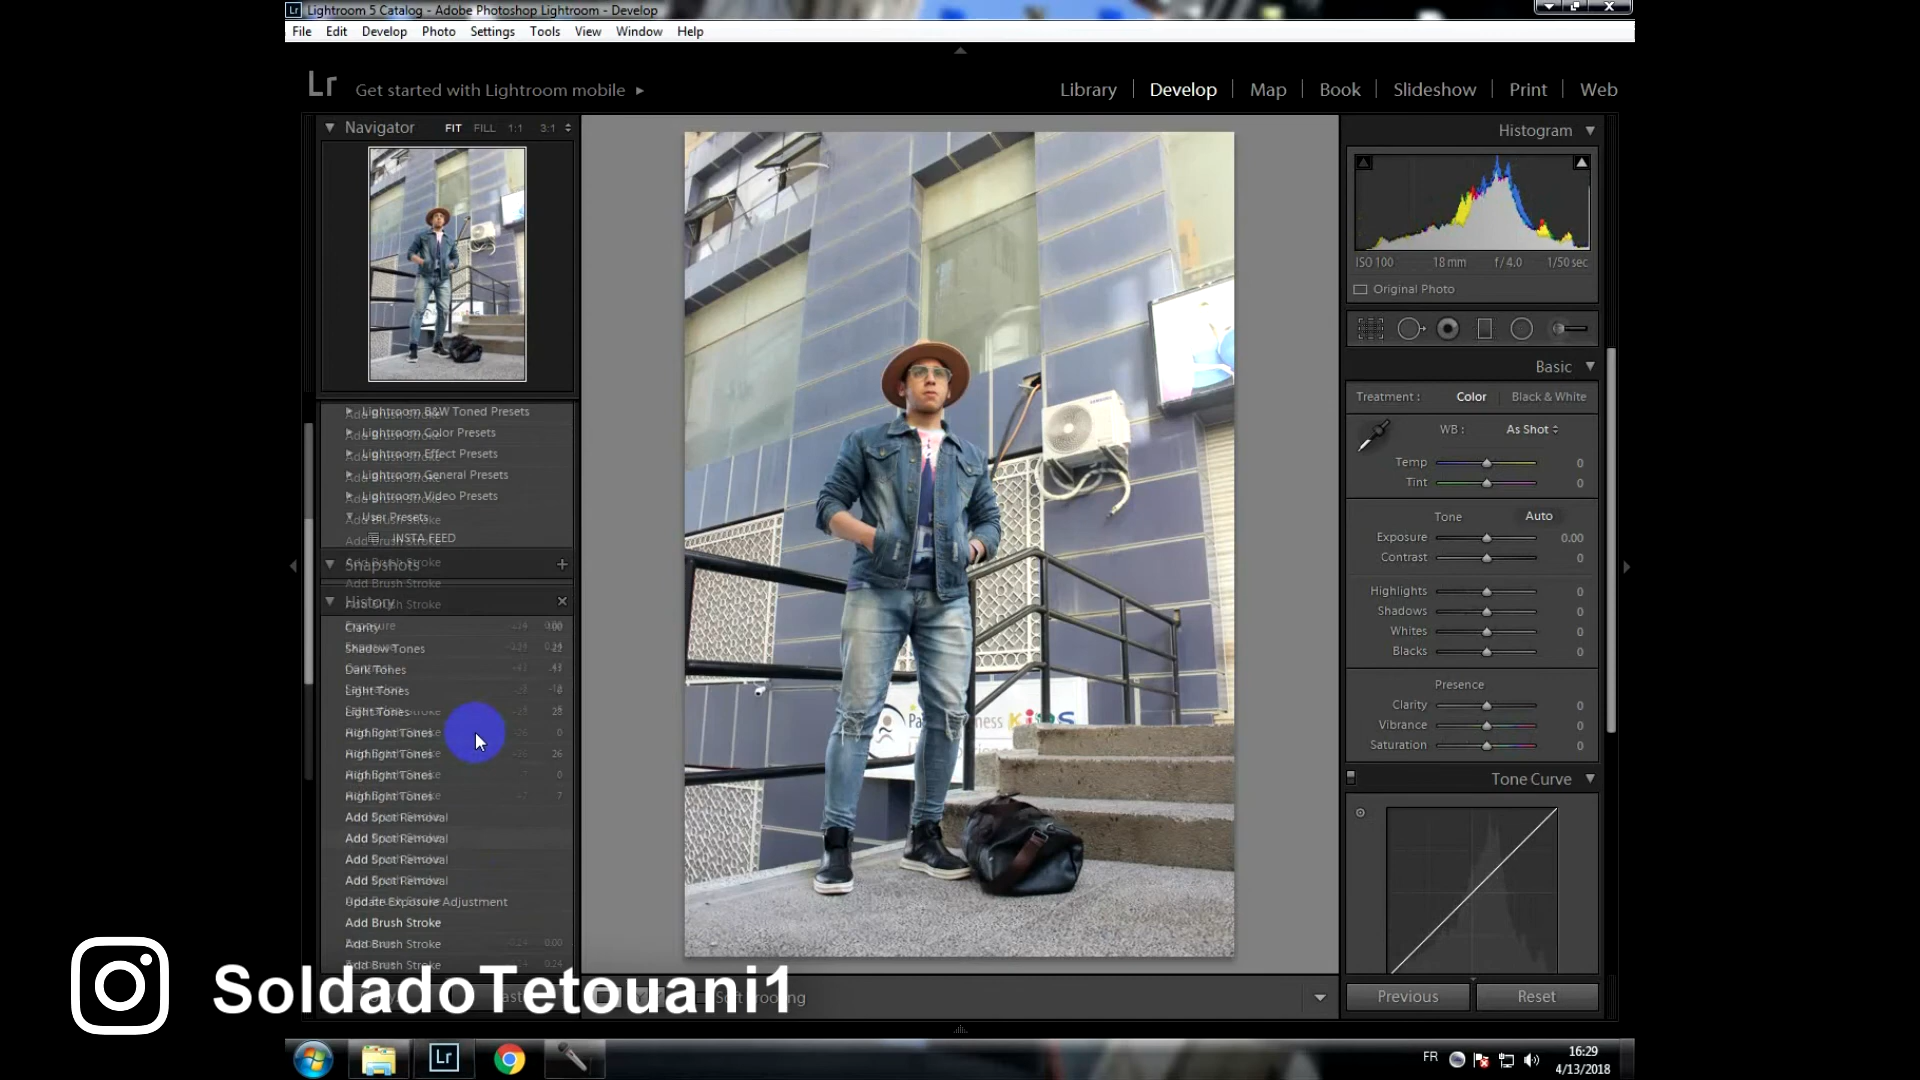 Lightroom 5 Catalog - Adobe Photoshop Lightroom - Develop
File Edit Develop Photo Settings Tools View Window Help
Lr Get started with Lightroom mobile
Library Develop Map Book Slideshow Print Web
Navigator FIT FILL 1:1 3:1
Lightroom B&W Toned Presets
Lightroom Color Presets
Lightroom Effect Presets
Lightroom General Presets
Lightroom Video Presets
User Presets
INSTA FEED
Snapshots
History
Clarity
Shadow Tones
Dark Tones
Light Tones
Light Tones
Highlight Tones
Highlight Tones
Highlight Tones
Highlight Tones
Add Spot Removal
Add Spot Removal
Add Spot Removal
Add Spot Removal
Update Exposure Adjustment
Add Brush Stroke
Add Brush Stroke
Add Brush Stroke
Soft Proofing
Histogram
ISO 100 18 mm f / 4.0 1/50 sec
Original Photo
Basic
Treatment : Color Black & White
WB : As Shot
Temp 0
Tint 0
Tone Auto
Exposure 0.00
Contrast 0
Highlights 0
Shadows 0
Whites 0
Blacks 0
Presence
Clarity 0
Vibrance 0
Saturation 0
Tone Curve
Previous Reset
SoldadoTetouani1
Lr
FR 16:29
4/13/2018